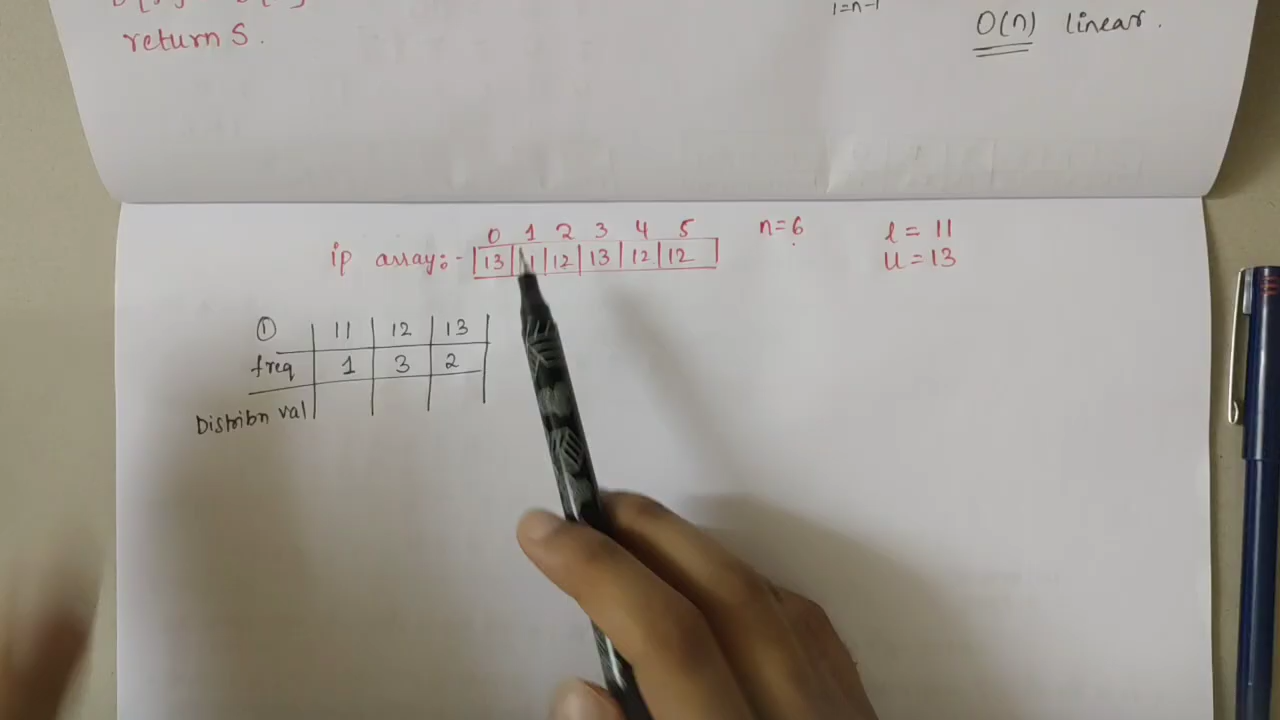 return S.
i=n-1
O(n) linear.
0 1 2 3 4 5
ip array:- 13 11 12 13 12 12
n=6
l = 11
u = 13
① 11 12 13
freq 1 3 2
Distribn val